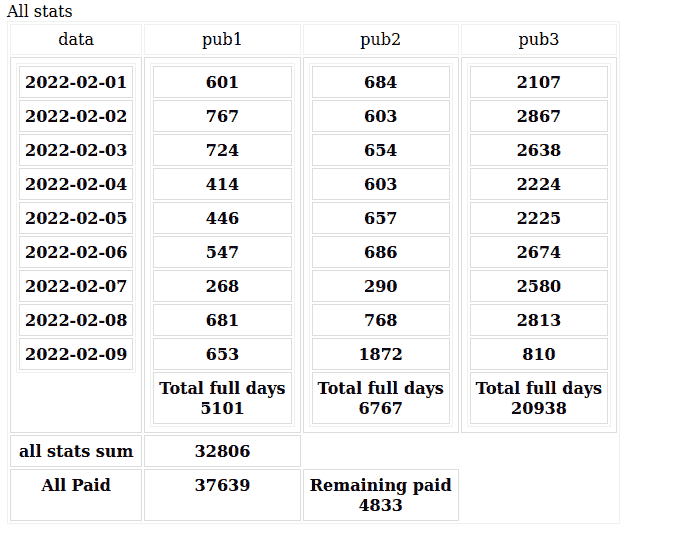 All stats
data pub1 pub2 pub3
2022-02-01 601 684 2107
2022-02-02 767 603 2867
2022-02-03 724 654 2638
2022-02-04 414 603 2224
2022-02-05 446 657 2225
2022-02-06 547 686 2674
2022-02-07 268 290 2580
2022-02-08 681 768 2813
2022-02-09 653 1872 810
Total full days Total full days Total full days
5101 6767 20938
all stats sum 32806
All Paid 37639 Remaining paid
4833